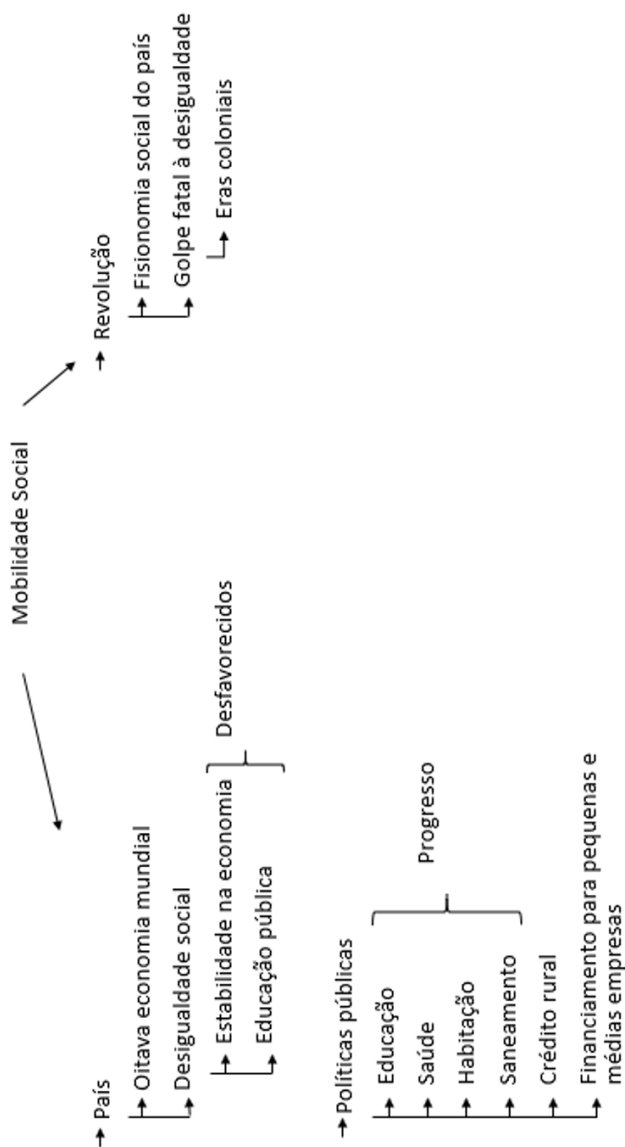 Mobilidade Social
País
Oitava economia mundial
Desigualdade social
Estabilidade na economia
Educação pública
Desfavorecidos
Políticas públicas
Educação
Saúde
Habitação
Saneamento
Progresso
Crédito rural
Financiamento para pequenas e
médias empresas
Revolução
Fisionomia social do país
Golpe fatal à desigualdade
Eras coloniais